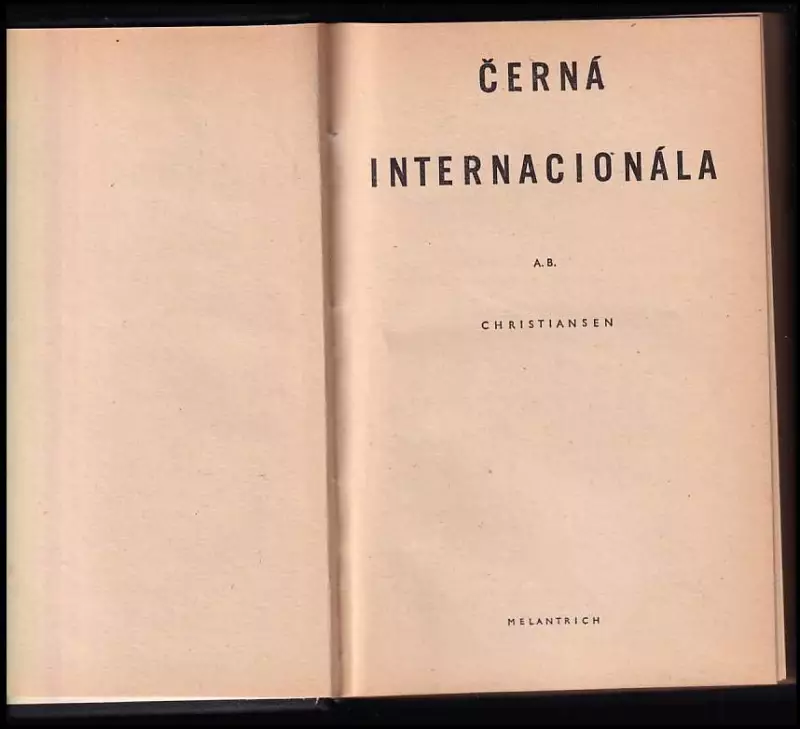 ČERNÁ
INTERNACIONÁLA
A. B.
CHRISTIANSEN
MELANTRICH